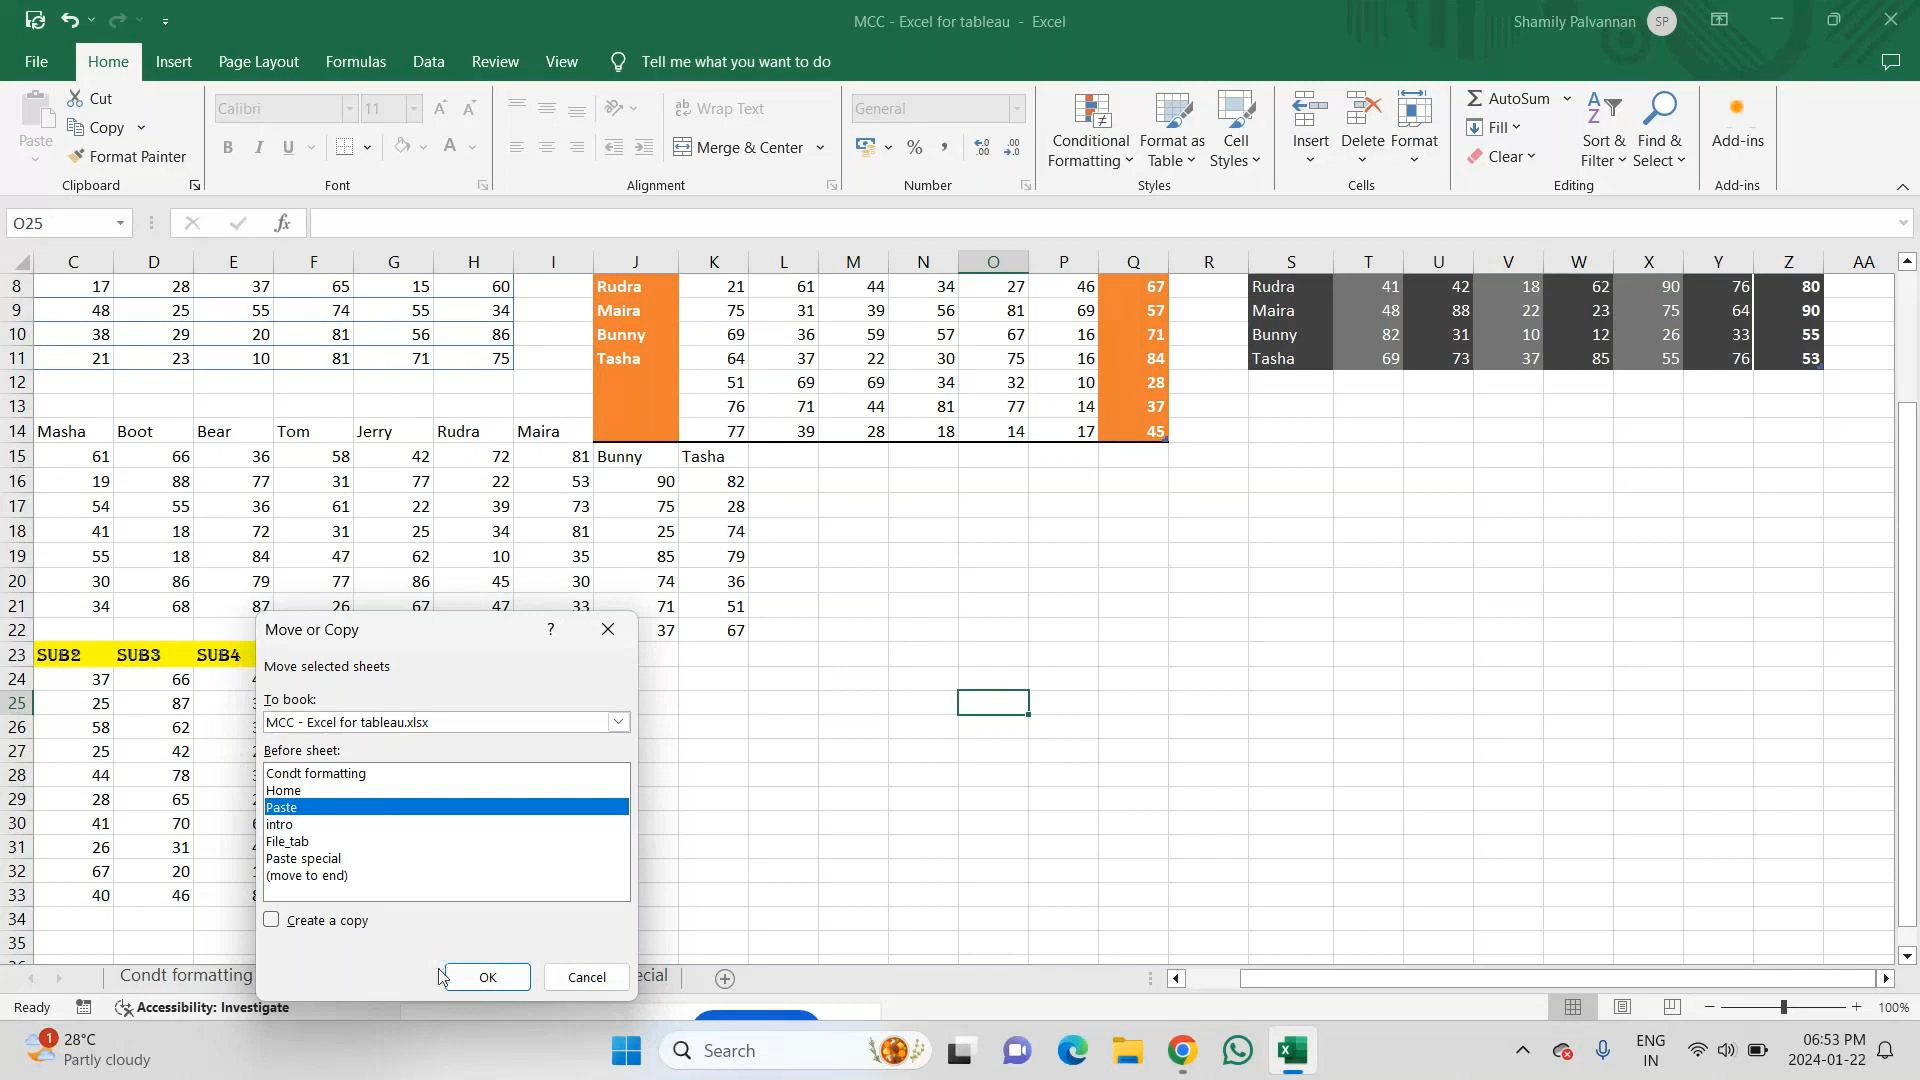 MCC - Excel for tableau - Excel
Shamily Palvannan SP
File Home Insert Page Layout Formulas Data Review View Tell me what you want to do
Cut
Copy
Format Painter
Paste
Clipboard
Calibri 11
B I U
Font
Wrap Text
Merge & Center
Alignment
General
Number
Conditional Formatting
Format as Table
Cell Styles
Styles
Insert Delete Format
Cells
AutoSum
Fill
Clear
Sort & Filter
Find & Select
Editing
Add-ins
Add-ins
O25
fx
C D E F G H I J K L M N O P Q R S T U V W X Y Z AA
8 17 28 37 65 15 60 Rudra 21 61 44 34 27 46 67 Rudra 41 42 18 62 90 76 80
9 48 25 55 74 55 34 Maira 75 31 39 56 81 69 57 Maira 48 88 22 23 75 64 90
10 38 29 20 81 56 86 Bunny 69 36 59 57 67 16 71 Bunny 82 31 10 12 26 33 55
11 21 23 10 81 71 75 Tasha 64 37 22 30 75 16 84 Tasha 69 73 37 85 55 76 53
12 51 69 69 34 32 10 28
13 76 71 44 81 77 14 37
14 Masha Boot Bear Tom Jerry Rudra Maira 77 39 28 18 14 17 45
15 61 66 36 58 42 72 81 Bunny Tasha
16 19 88 77 31 77 22 53 90 82
17 54 55 36 61 22 39 73 75 28
18 41 18 72 31 25 34 81 25 74
19 55 18 84 47 62 10 35 85 79
20 30 86 79 77 86 45 30 74 36
21 34 68 87 26 67 47 33 71 51
22 37 67
23 SUB2 SUB3 SUB4
24 37 66
25 25 87
26 58 62
27 25 42
28 44 78
29 28 65
30 41 70
31 26 31
32 67 20
33 40 46
34
35
Move or Copy ?
Move selected sheets
To book:
MCC - Excel for tableau.xlsx
Before sheet:
Condt formatting
Home
Paste
intro
File_tab
Paste special
(move to end)
Create a copy
OK Cancel
Condt formatting ecial
Ready Accessibility: Investigate 100%
1 28°C
Partly cloudy
Search
ENG
IN
06:53 PM
2024-01-22